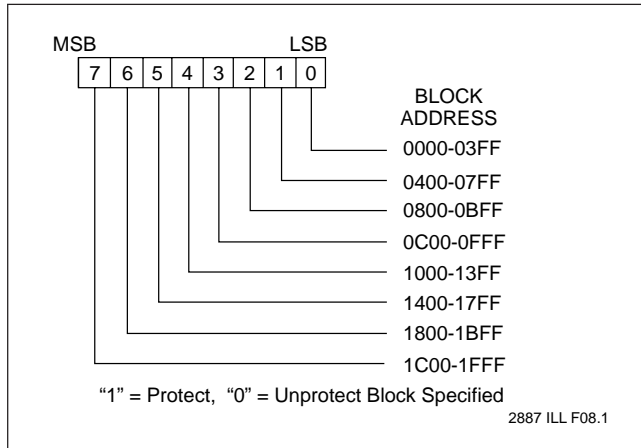 MSB LSB
7 6 5 4 3 2 1 0
BLOCK
ADDRESS
0000-03FF
0400-07FF
0800-0BFF
0C00-0FFF
1000-13FF
1400-17FF
1800-1BFF
1C00-1FFF
“1” = Protect, “0” = Unprotect Block Specified
2887 ILL F08.1